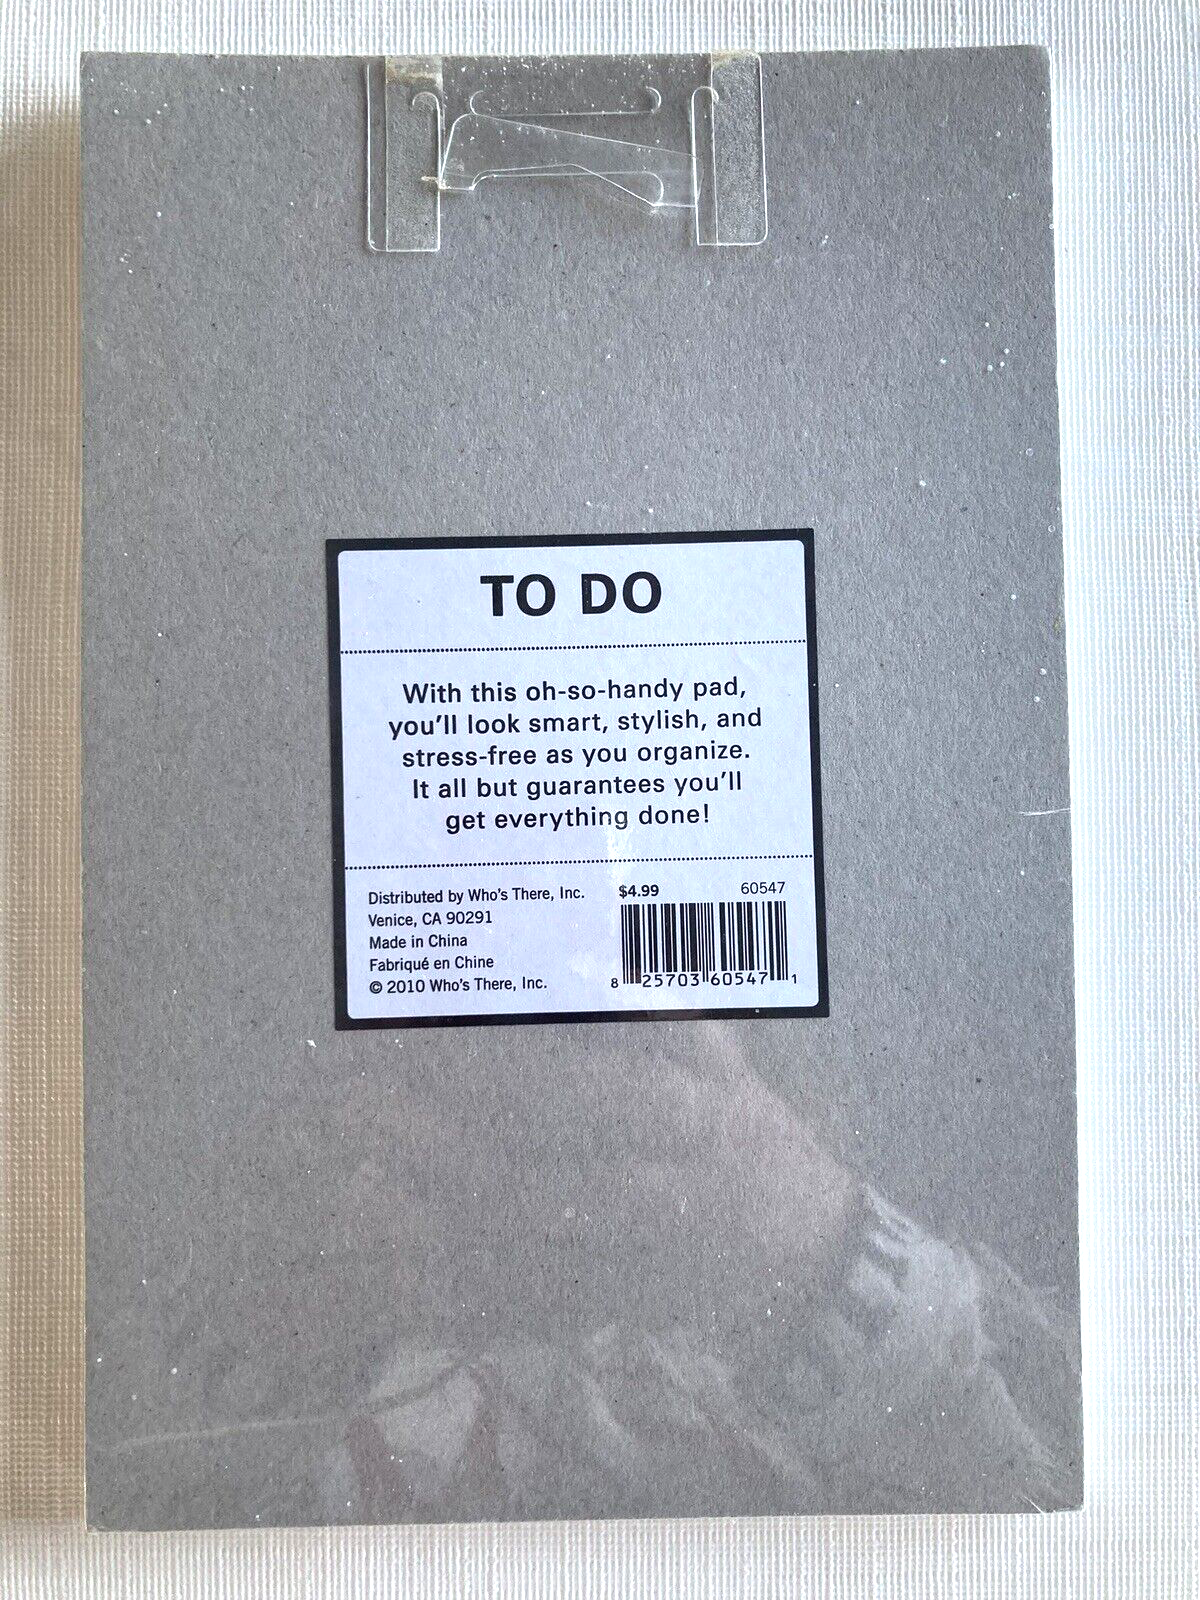 TO DO
With this oh-so-handy pad,
you'll look smart, stylish, and
stress-free as you organize.
It all but guarantees you'll
get everything done!
Distributed by Who's There, Inc.
Venice, CA 90291
Made in China
Fabriqué en Chine
© 2010 Who's There, Inc.
$4.99 60547
8 25703 60547 1